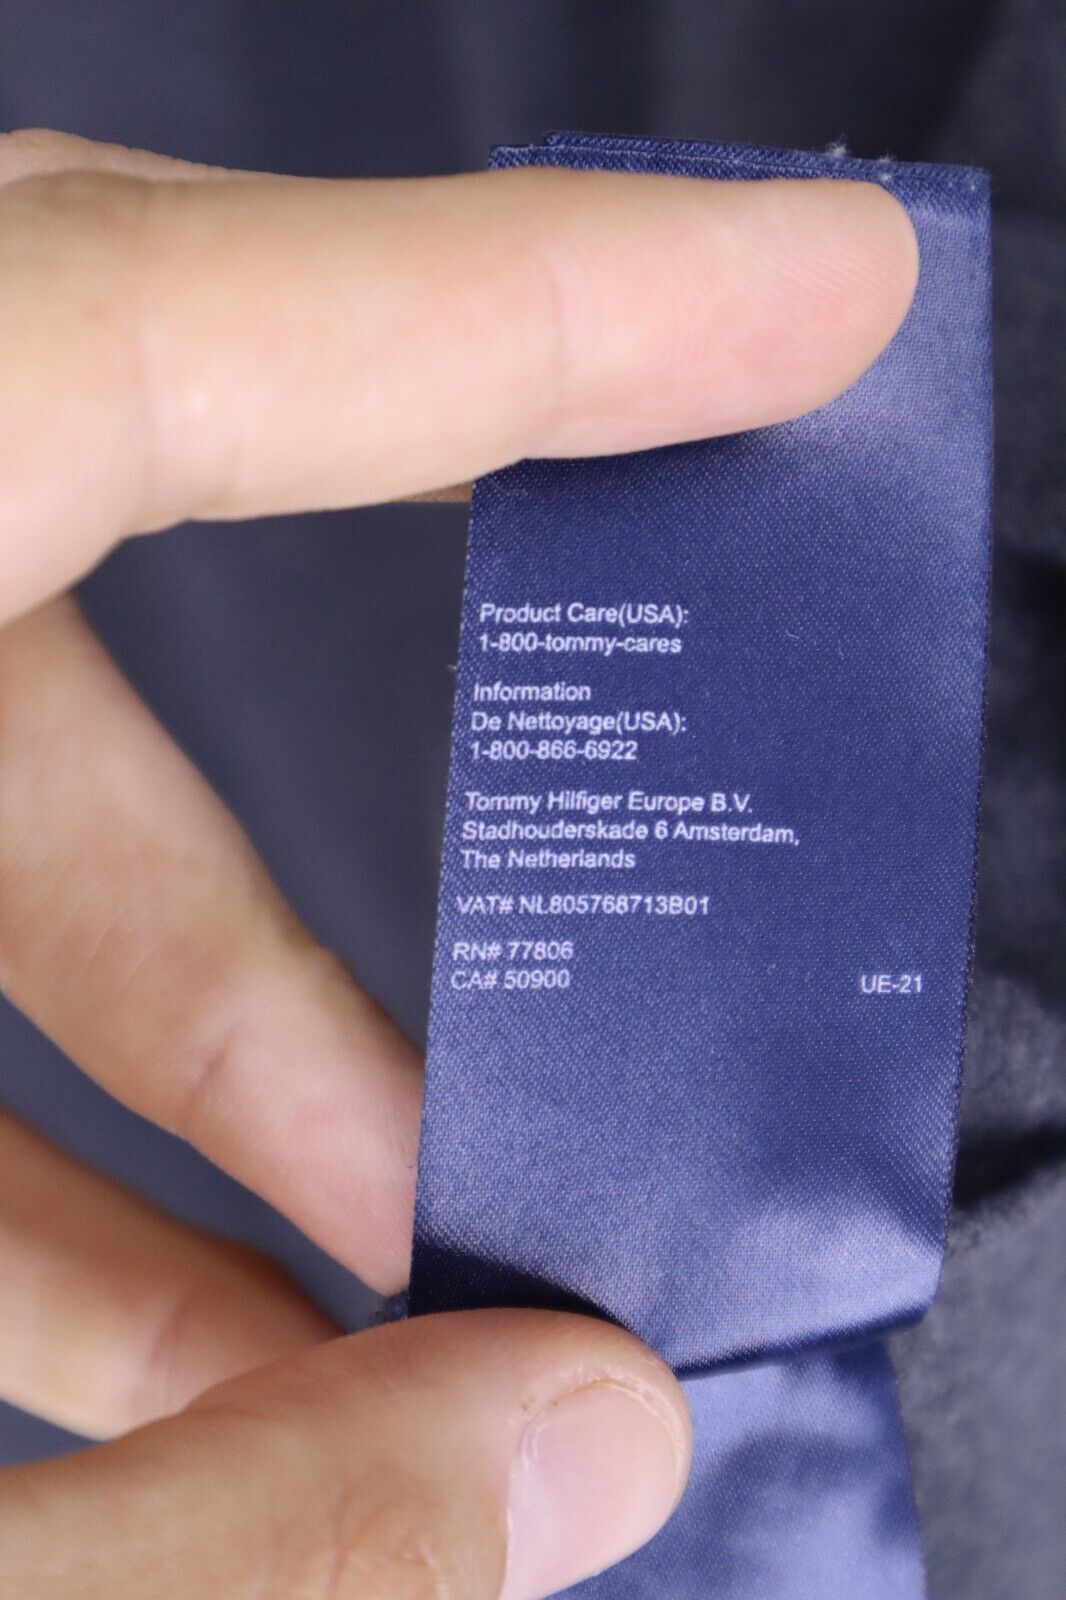 Product Care(USA):
1-800-tommy-cares
Information
De Nettoyage(USA):
1-800-866-6922
Tommy Hilfiger Europe B.V.
Stadhouderskade 6 Amsterdam,
The Netherlands
VAT# NL805768713B01
RN# 77806
CA# 50900
UE-21